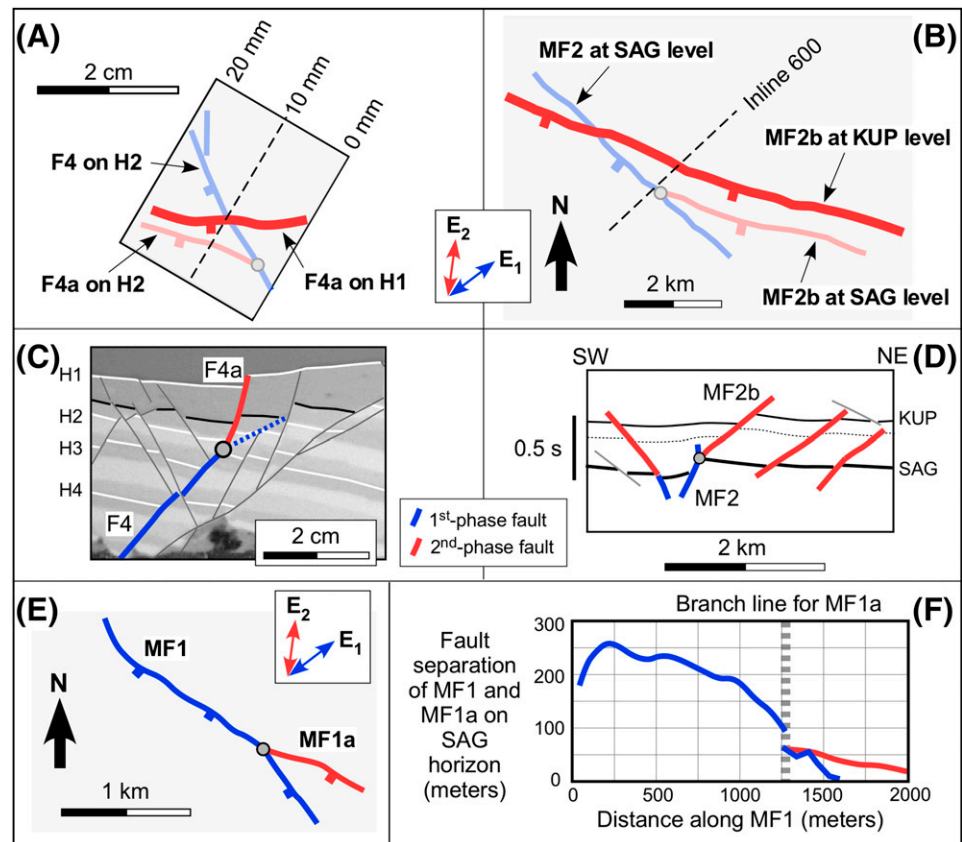 (A)
2 cm
20 mm
10 mm
0 mm
F4 on H2
F4a on H2
F4a on H1
E2
E1
(B)
MF2 at SAG level
Inline 600
MF2b at KUP level
N
2 km
MF2b at SAG level
(C)
H1
H2
H3
H4
F4a
F4
2 cm
1st-phase fault
2nd-phase fault
(D)
SW
NE
MF2b
KUP
0.5 s
SAG
MF2
2 km
(E)
E2
E1
MF1
N
MF1a
1 km
(F)
Branch line for MF1a
Fault
separation
of MF1 and
MF1a on
SAG
horizon
(meters)
300
200
100
0
0
500
1000
1500
2000
Distance along MF1 (meters)